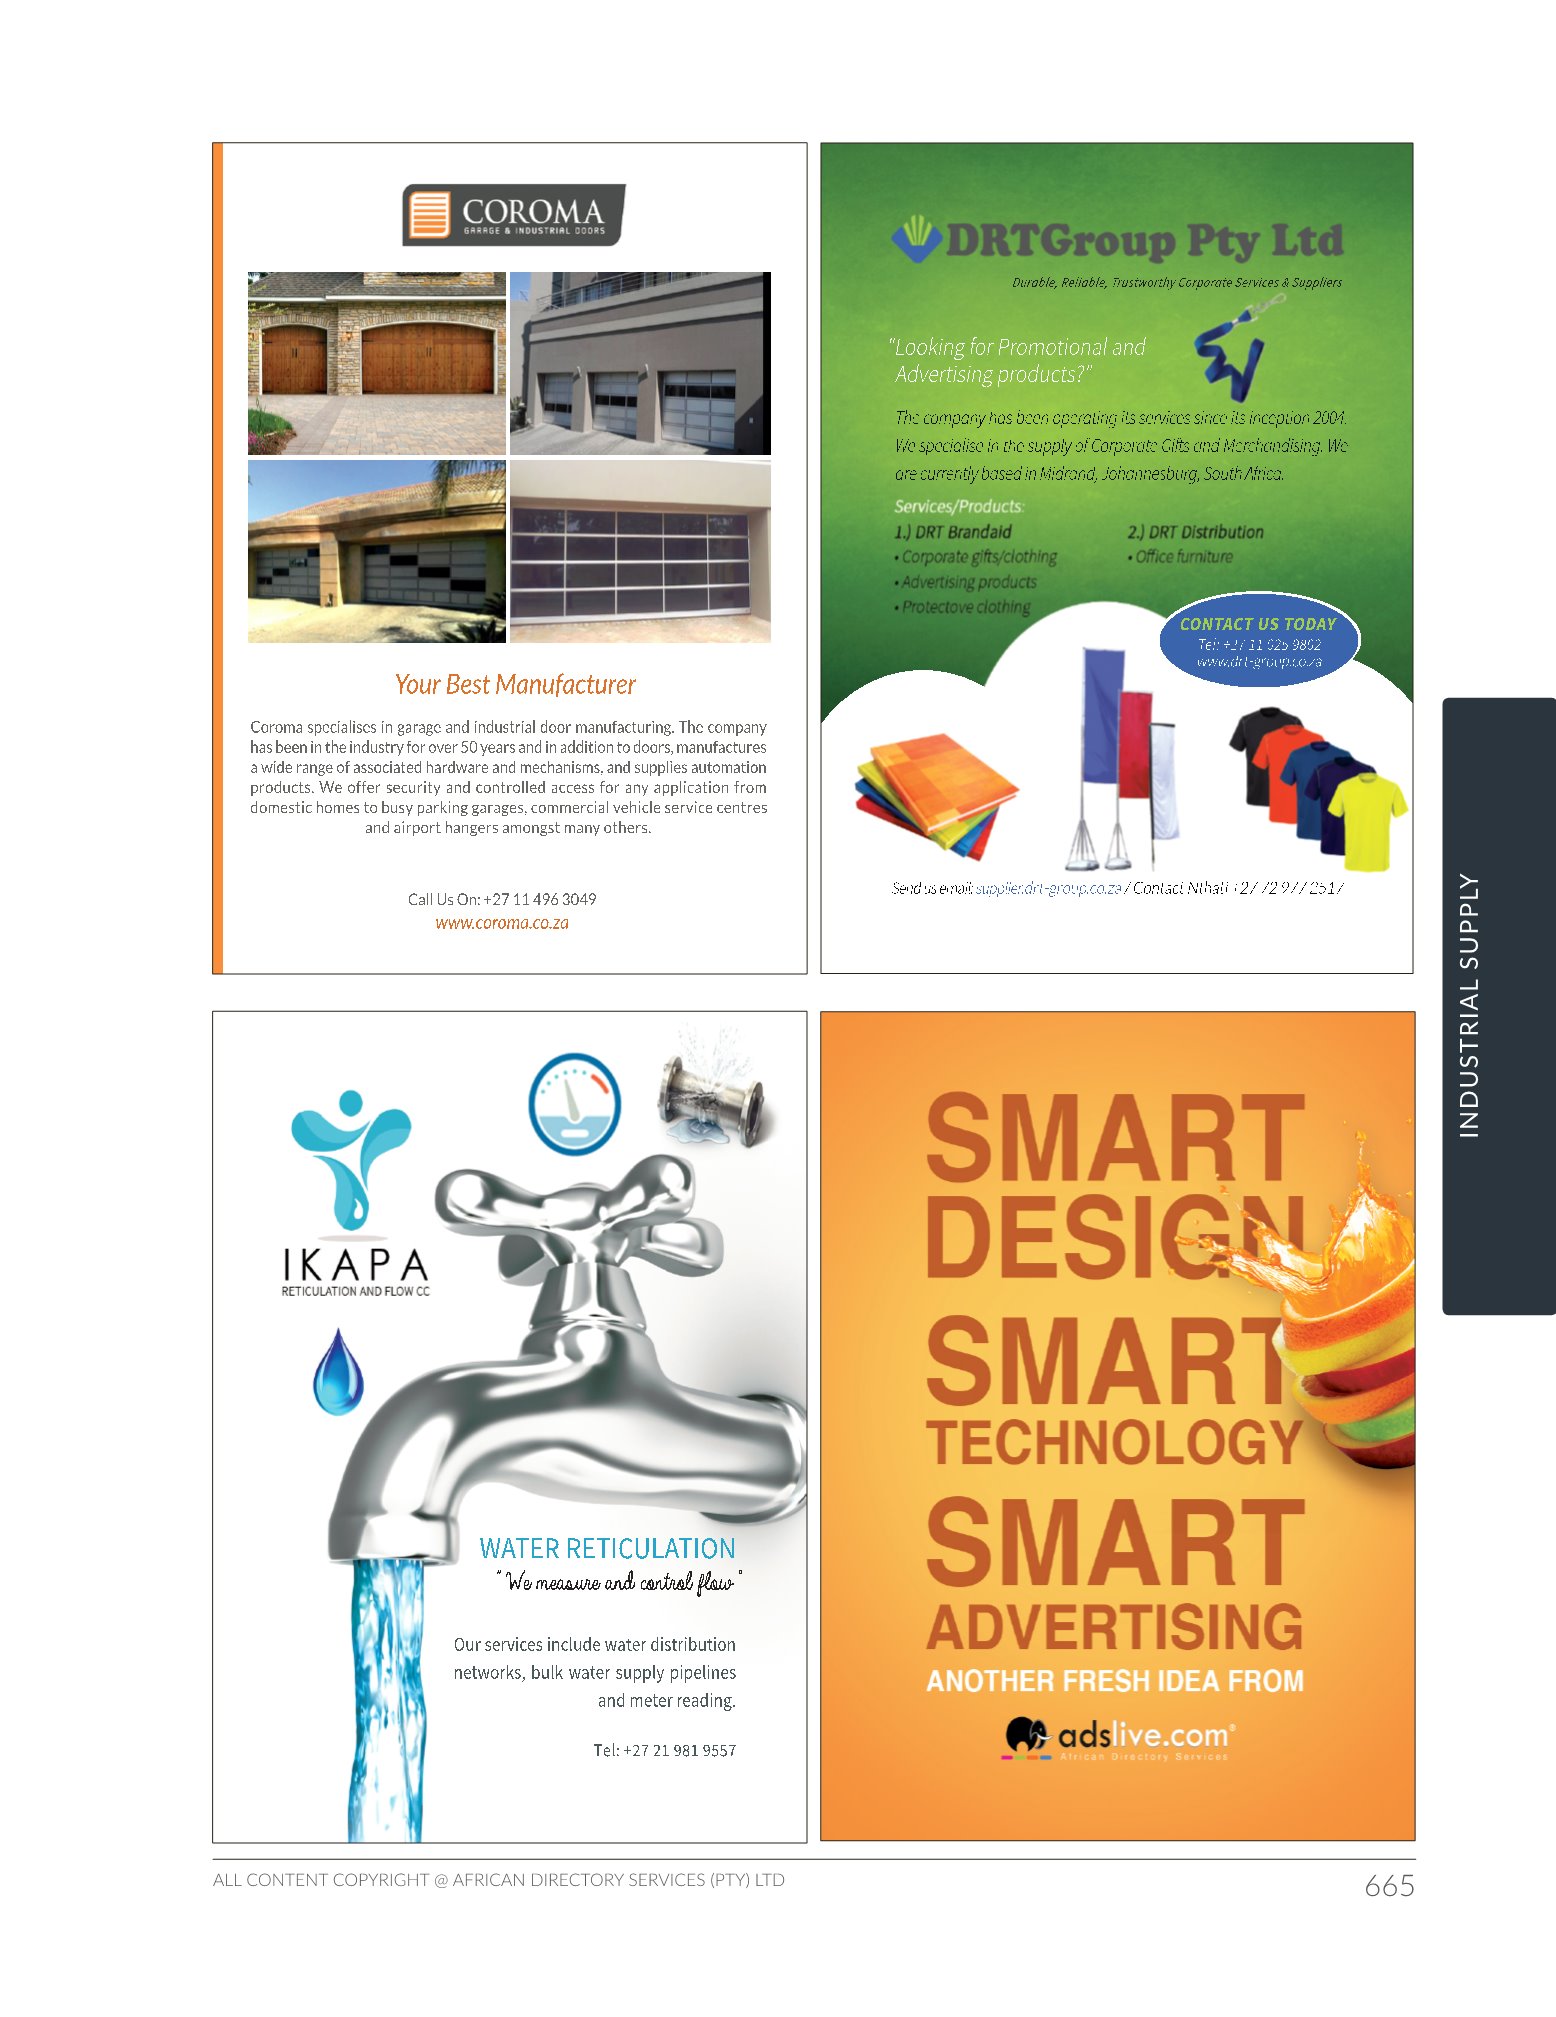 COROMA
GARAGE & INDUSTRIAL DOORS
Your Best Manufacturer
Coroma specialises in garage and industrial door manufacturing. The company
has been in the industry for over 50 years and in addition to doors, manufactures
a wide range of associated hardware and mechanisms, and supplies automation
products. We offer security and controlled access for any application from
domestic homes to busy parking garages, commercial vehicle service centres
and airport hangers amongst many others.
Call Us On: +27 11 496 3049
www.coroma.co.za
DRTGroup Pty Ltd
Durable, Reliable, Trustworthy Corporate Services & Suppliers
"Looking for Promotional and
Advertising products?"
The company has been operating its services since its inception 2004.
We specialise in the supply of Corporate Gifts and Merchandising. We
are currently based in Midrand, Johannesburg, South Africa.
Services/Products:
1.) DRT Brandaid
• Corporate gifts/clothing
• Advertising products
• Protectove clothing
2.) DRT Distribution
• Office furniture
CONTACT US TODAY
Tel: +27 11 025 9802
www.drt-group.co.za
Send us email: supplier.drt-group.co.za / Contact +27 72 977 2517
IKAPA
RETICULATION AND FLOW CC
WATER RETICULATION
"We measure and control flow"
Our services include water distribution
networks, bulk water supply pipelines
and meter reading.
Tel: +27 21 981 9557
SMART
DESIGN
SMART
TECHNOLOGY
SMART
ADVERTISING
ANOTHER FRESH IDEA FROM
adslive.com®
African Directory Services
INDUSTRIAL SUPPLY
ALL CONTENT COPYRIGHT @ AFRICAN DIRECTORY SERVICES (PTY) LTD
665